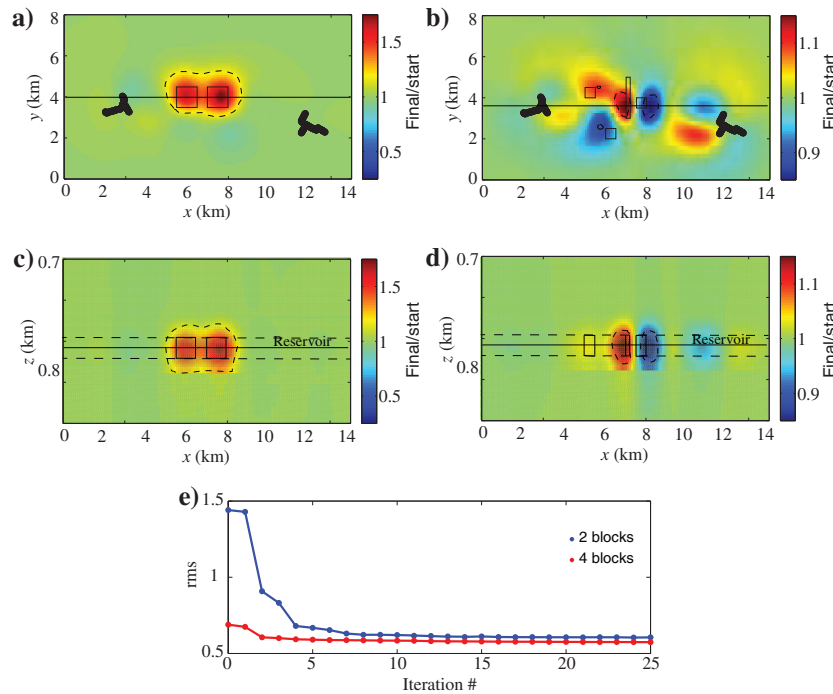 a)
8
6
4
2
0
y (km)
0 2 4 6 8 10 12 14
x (km)
1.5
1
0.5
Final/start
b)
8
6
4
2
0
y (km)
0 2 4 6 8 10 12 14
x (km)
1.1
1
0.9
Final/start
c)
0.7
0.8
z (km)
Reservoir
0 2 4 6 8 10 12 14
x (km)
1.5
1
0.5
Final/start
d)
0.7
0.8
z (km)
Reservoir
0 2 4 6 8 10 12 14
x (km)
1.1
1
0.9
Final/start
e)
1.5
1
0.5
rms
2 blocks
4 blocks
0 5 10 15 20 25
Iteration #